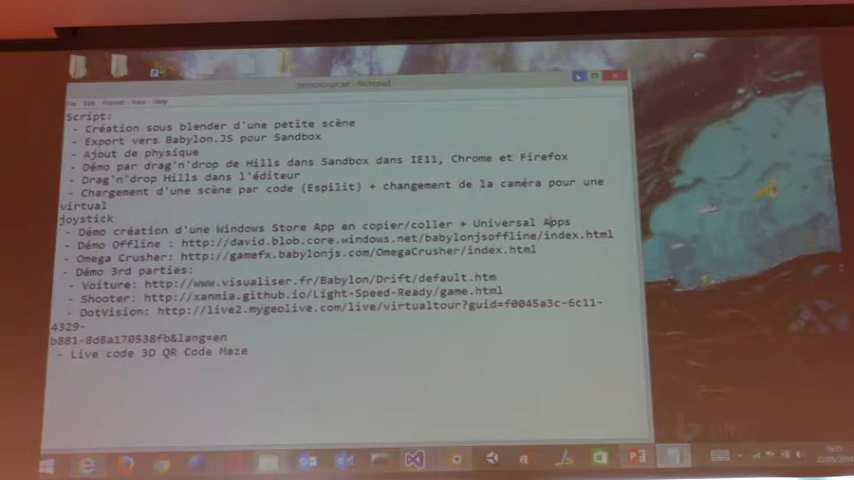 Notepad
File Edit Format View Help
Script:
- Création sous blender d'une petite scène
- Export vers Babylon.JS pour Sandbox
- Ajout de physique
- Démo par drag'n'drop de Hills dans Sandbox dans IE11, Chrome et Firefox
- Drag'n'drop Hills dans l'éditeur
- Chargement d'une scène par code (Espilit) + changement de la caméra pour une
virtual
joystick
- Démo création d'une Windows Store App en copier/coller + Universal Apps
- Démo Offline : http://david.blob.core.windows.net/babylonjsoffline/index.html
- Omega Crusher: http://gamefx.babylonjs.com/OmegaCrusher/index.html
- Démo 3rd parties:
- Voiture: http://www.visualiser.fr/Babylon/Drift/default.htm
- Shooter: http://xanmia.github.io/Light-Speed-Ready/game.html
- DotVision: http://live2.mygeolive.com/live/virtualtour?guid=f0045a3c-6c11-
4329-
b881-8d8a170538fb&lang=en
- Live code 3D QR Code Maze